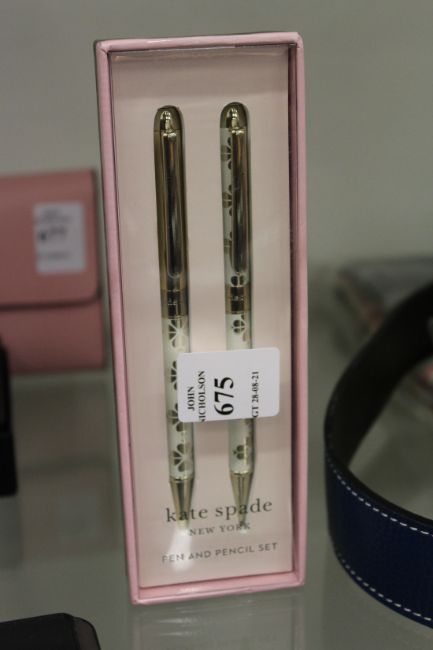 JOHN
NICHOLSON
675
GT 28-08-21
kate spade
NEW YORK
PEN AND PENCIL SET